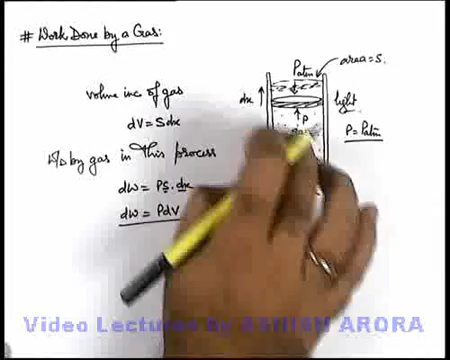 # Work Done by a Gas:
Patm
area = S.
volume inc of gas
dx
light
dV = Sdx
P
P = Patm
W/D by gas in this process
dW = PS.dx
dW = PdV
Video Lectures by ASHISH ARORA